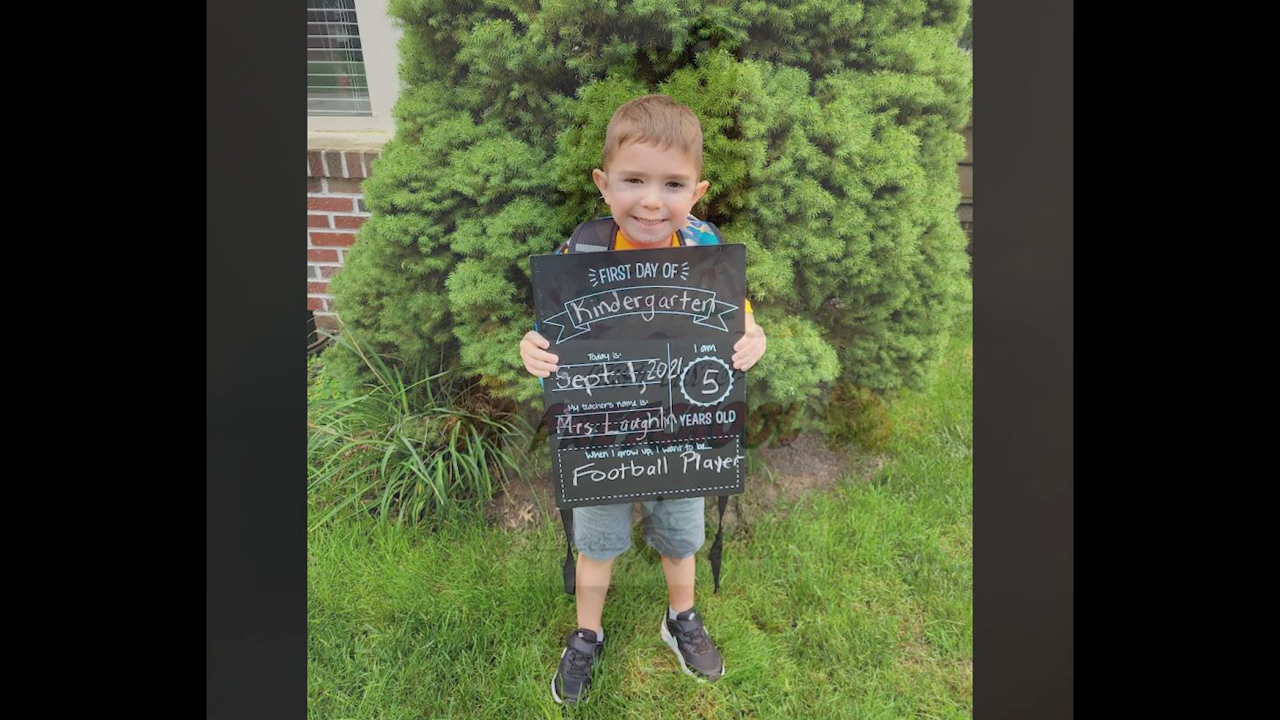 FIRST DAY OF
Kindergarten
Today is:
Sept. 1, 2021
My teacher's name is:
Mrs. Laughlin
I am
5
YEARS OLD
When I grow up, I want to be...
Football Player